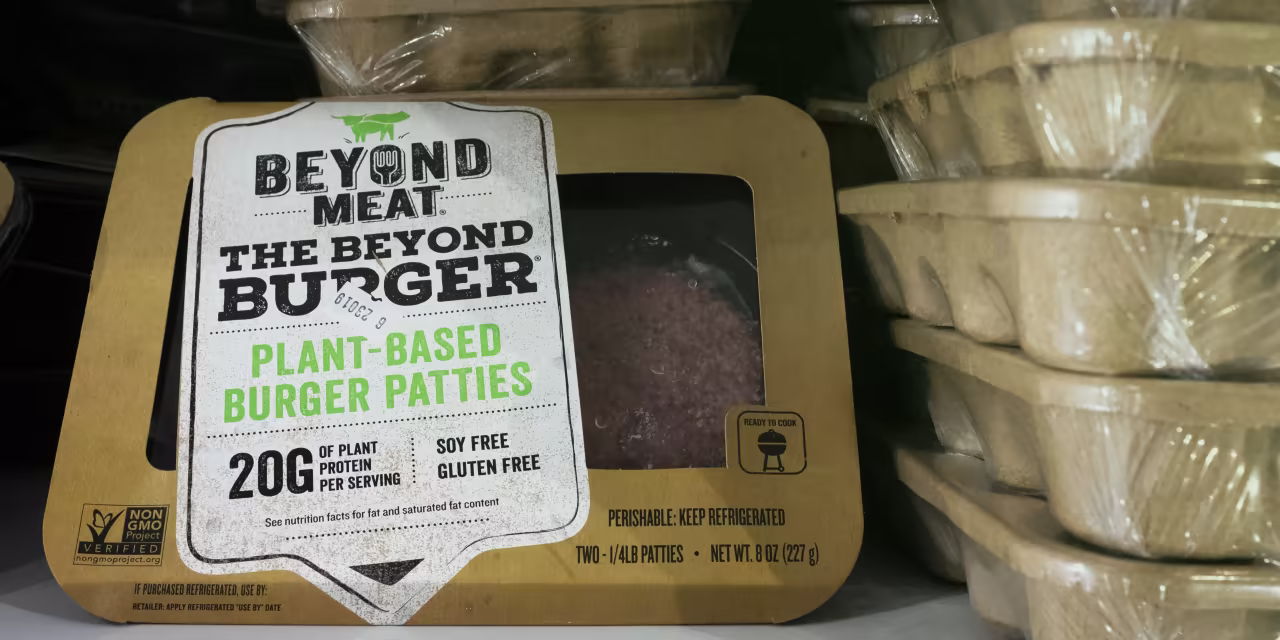 BEYOND
MEAT®
THE BEYOND
BURGER®
PLANT-BASED
BURGER PATTIES
20G OF PLANT
PROTEIN
PER SERVING
SOY FREE
GLUTEN FREE
See nutrition facts for fat and saturated fat content
READY TO COOK
NON
GMO
Project
VERIFIED
nongmoproject.org
PERISHABLE: KEEP REFRIGERATED
TWO - 1/4LB PATTIES • NET WT. 8 OZ (227 g)
IF PURCHASED REFRIGERATED, USE BY:
RETAILER: APPLY REFRIGERATED "USE BY" DATE